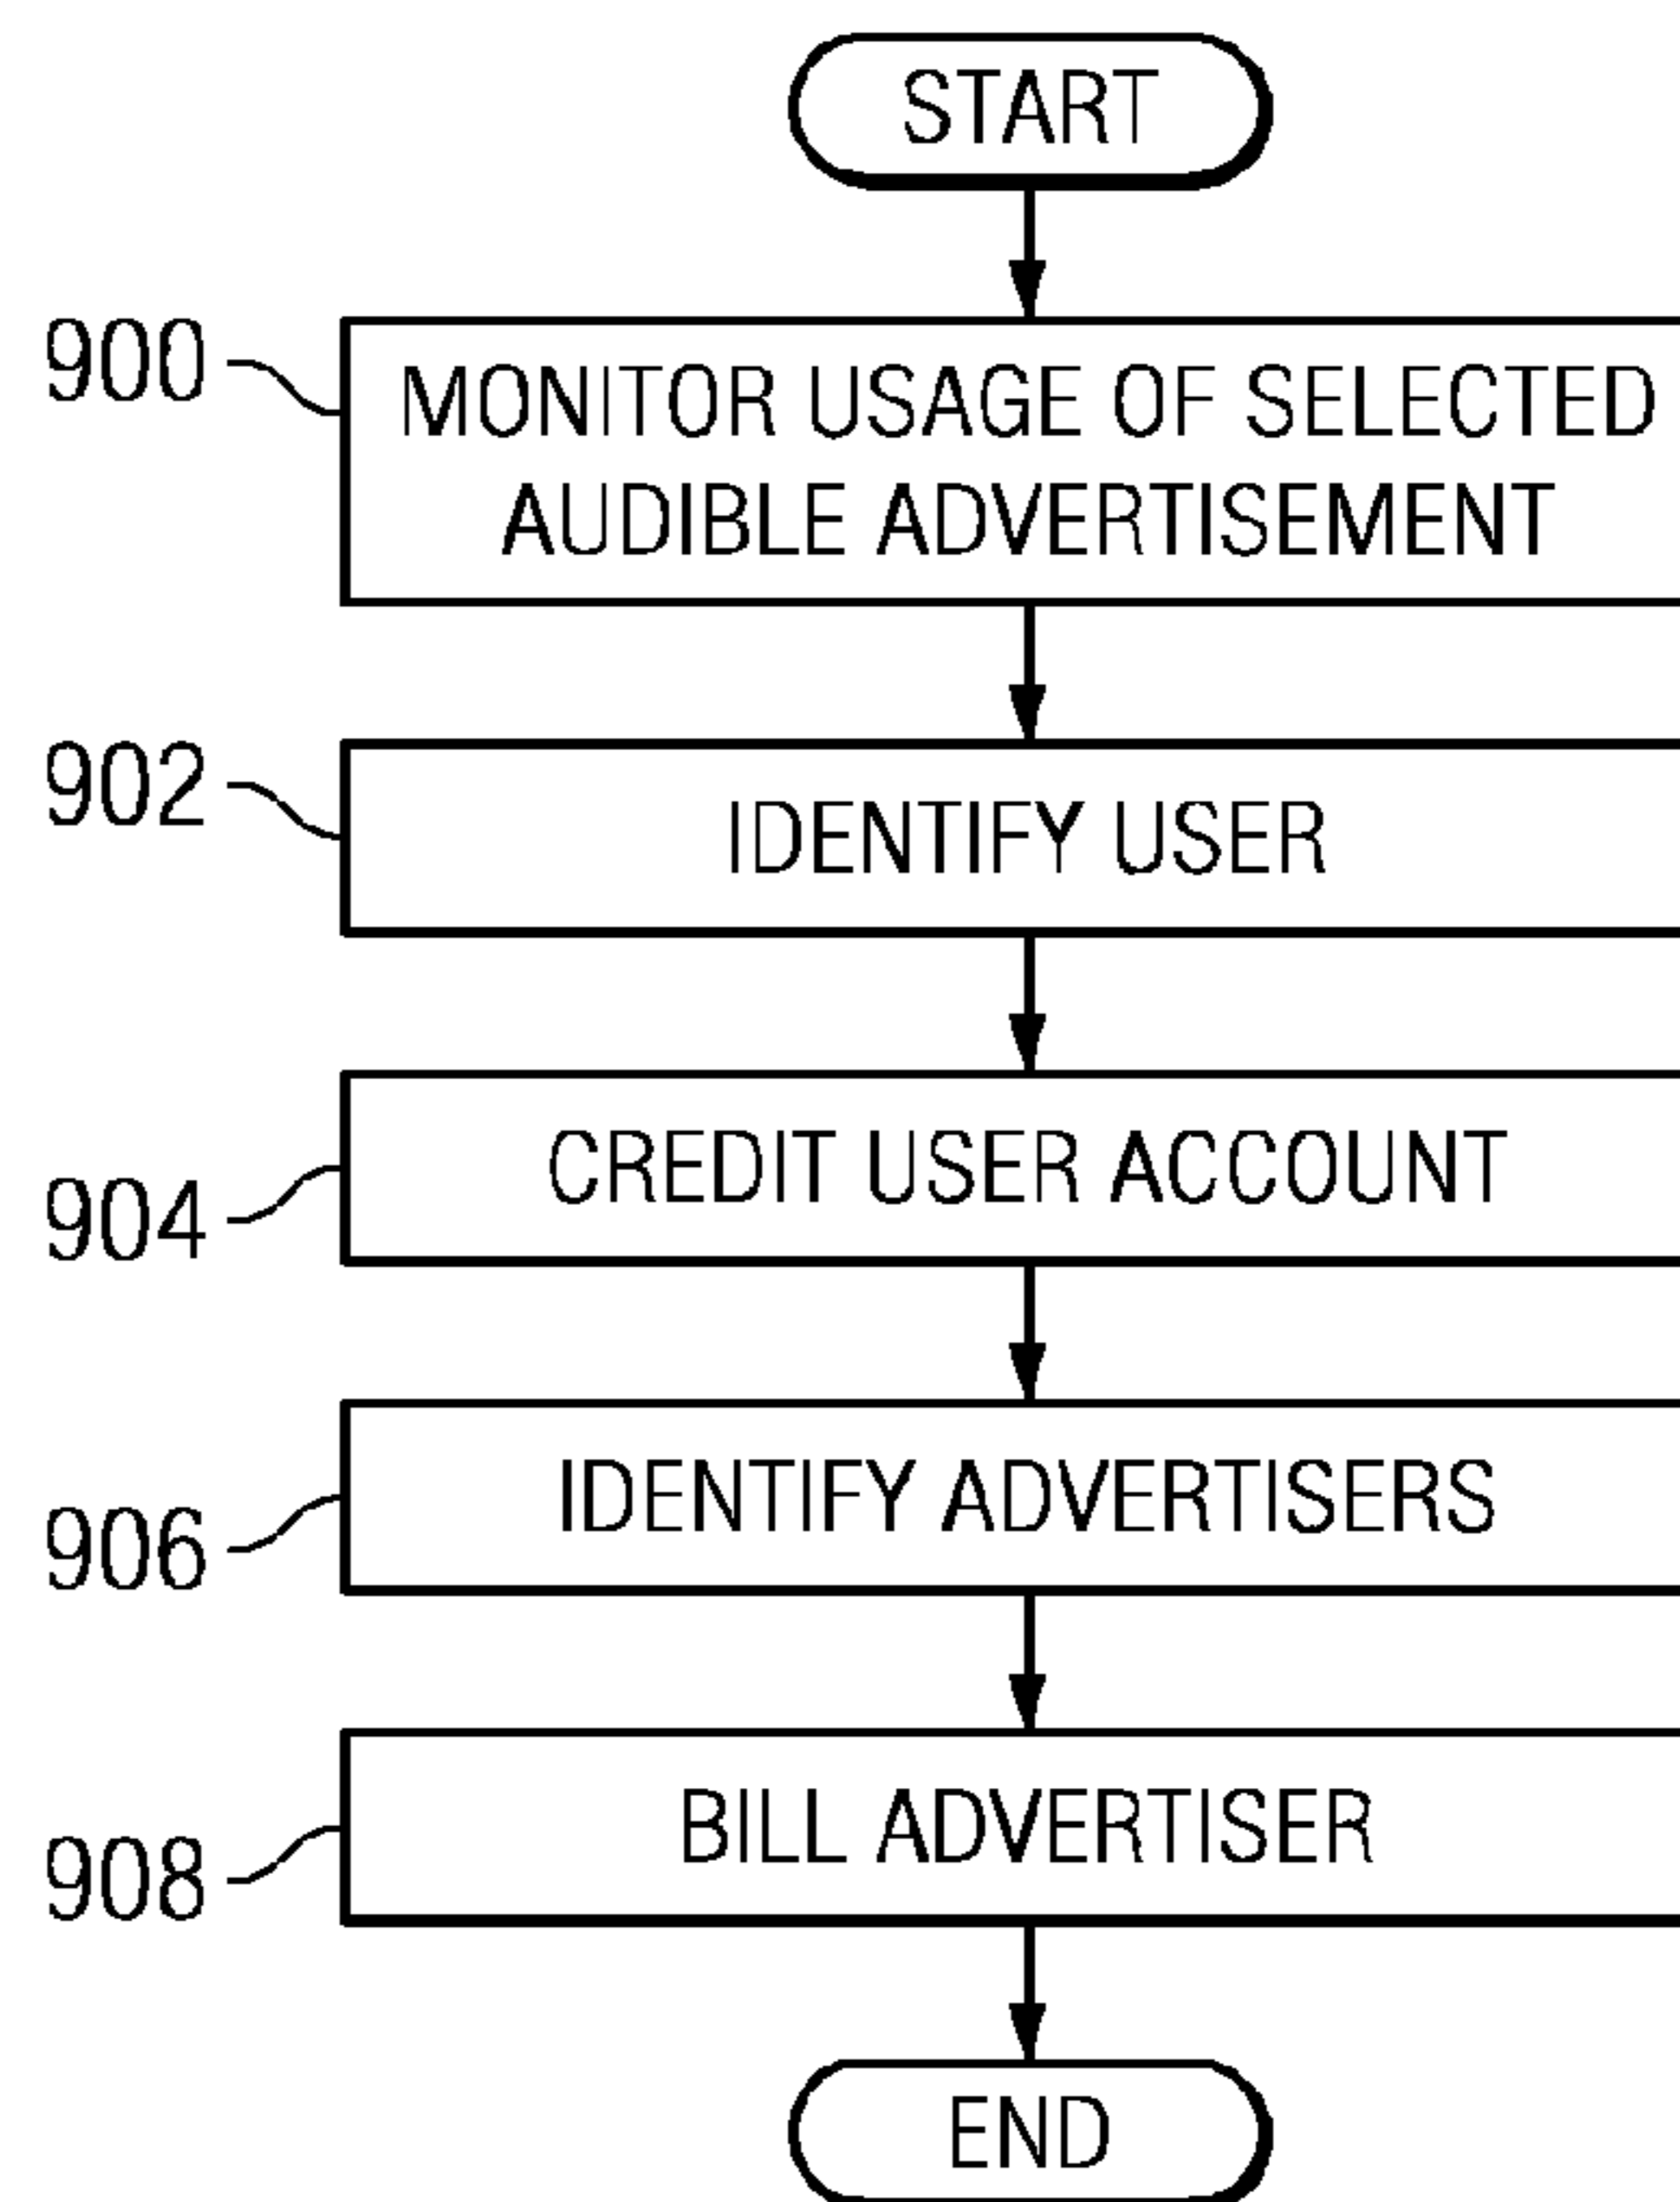 START
900
MONITOR USAGE OF SELECTED
AUDIBLE ADVERTISEMENT
902
IDENTIFY USER
CREDIT USER ACCOUNT
904
IDENTIFY ADVERTISERS
906
BILL ADVERTISER
908
END